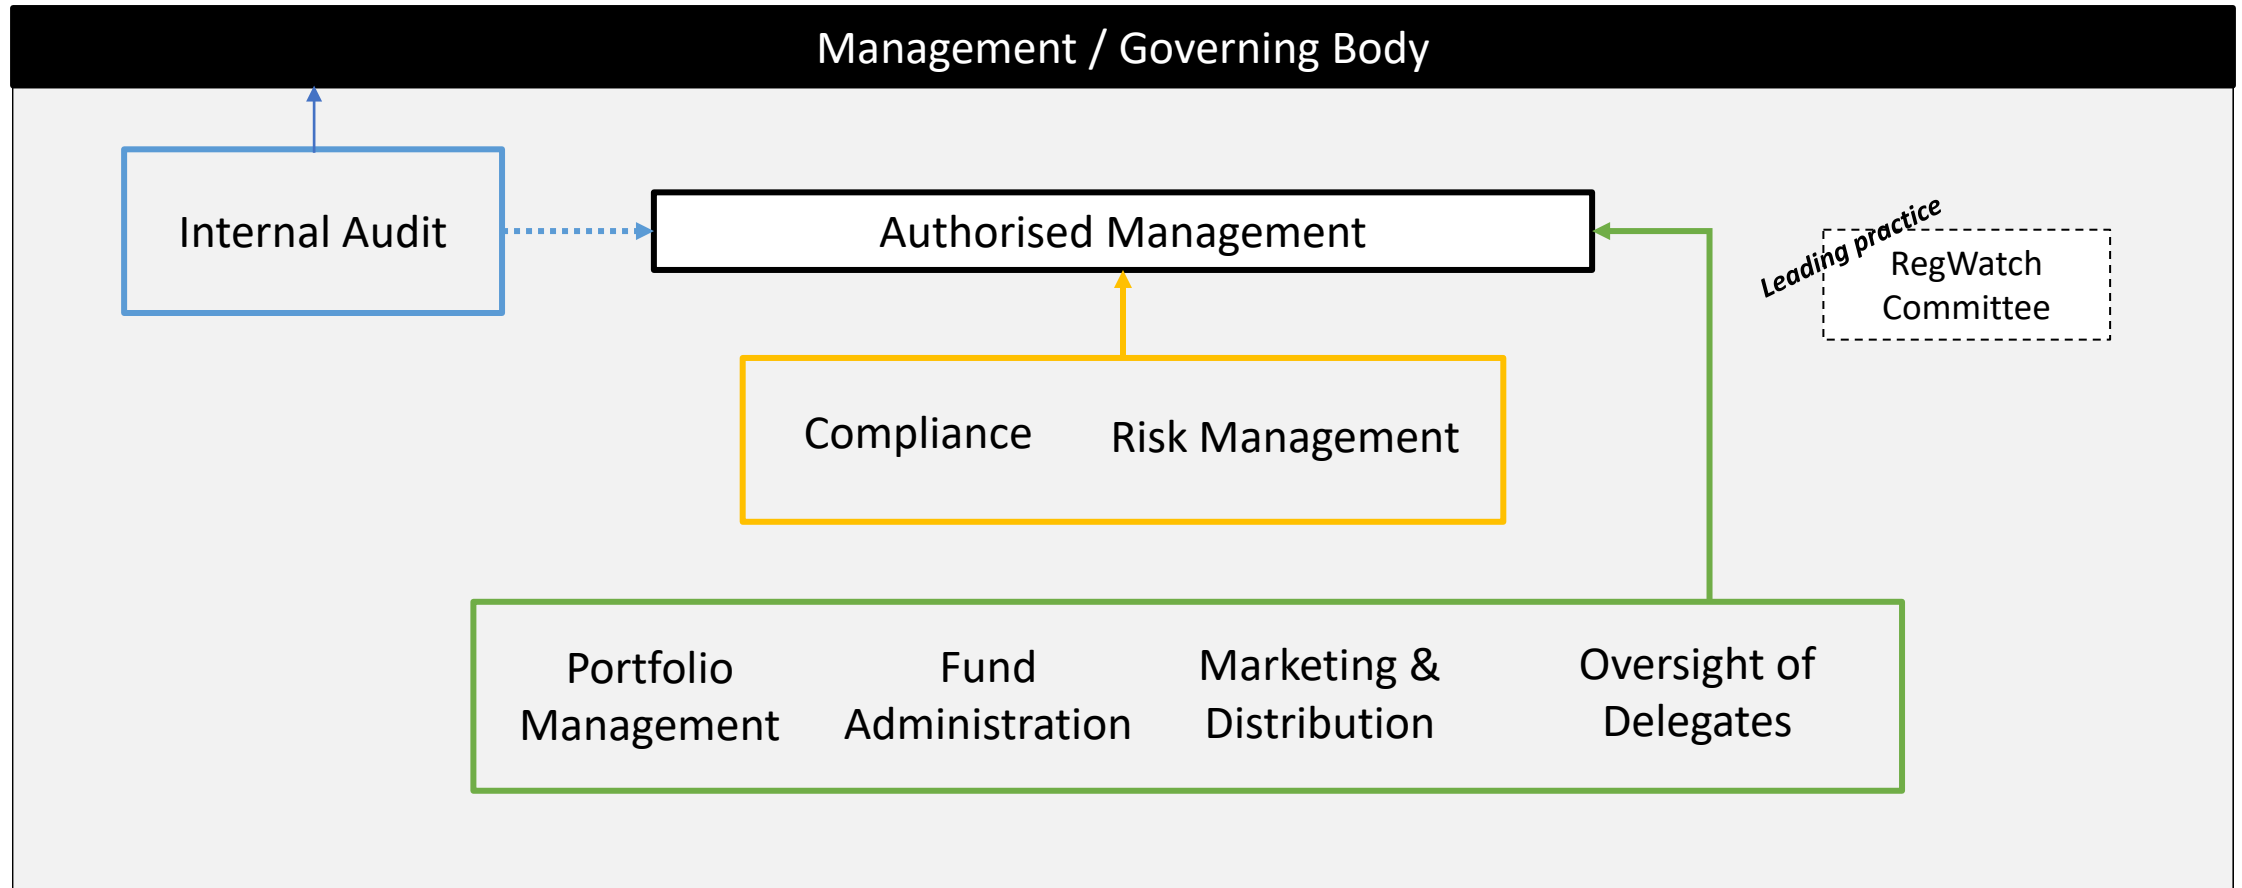 Management / Governing Body
Internal Audit
Authorised Management
Leading practice
RegWatch
Committee
Compliance
Risk Management
Portfolio
Management
Fund
Administration
Marketing &
Distribution
Oversight of
Delegates